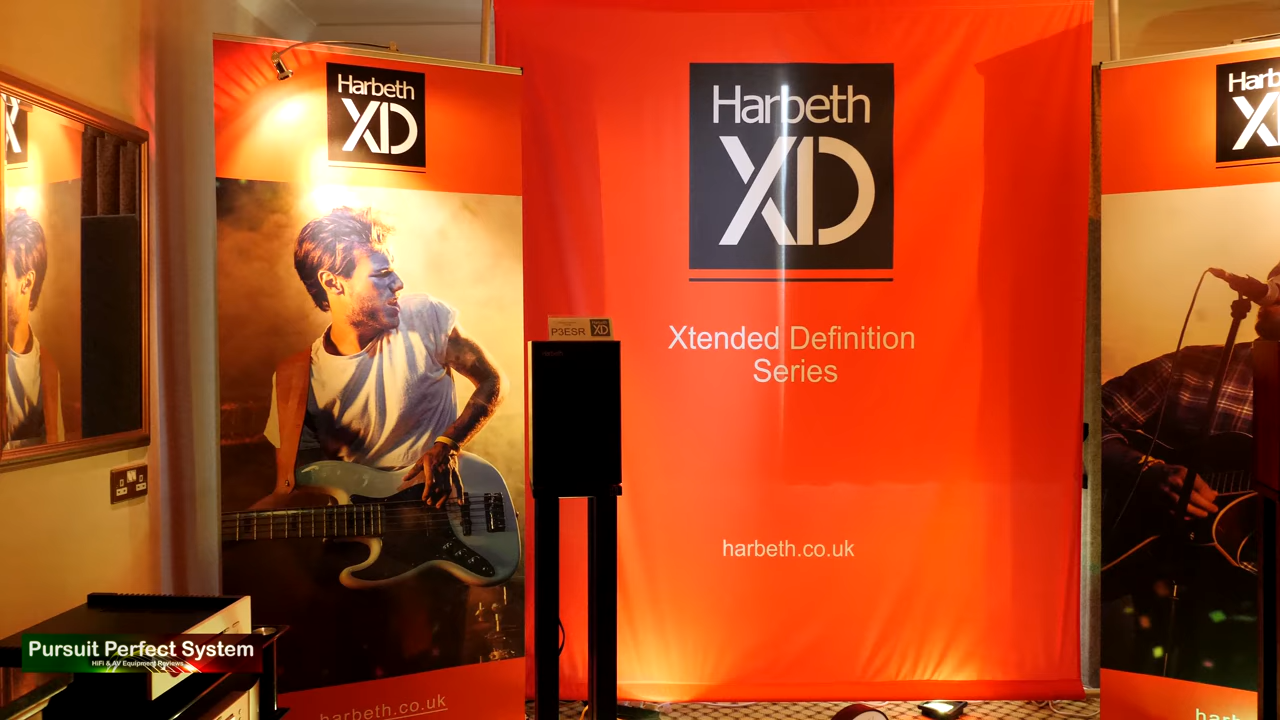 Harbeth
XD
Harbeth
XD
Xtended Definition
Series
harbeth.co.uk
P3ESR
Harbeth
XD
harbeth.co.uk
Pursuit Perfect System
HiFi & AV Equipment Reviews